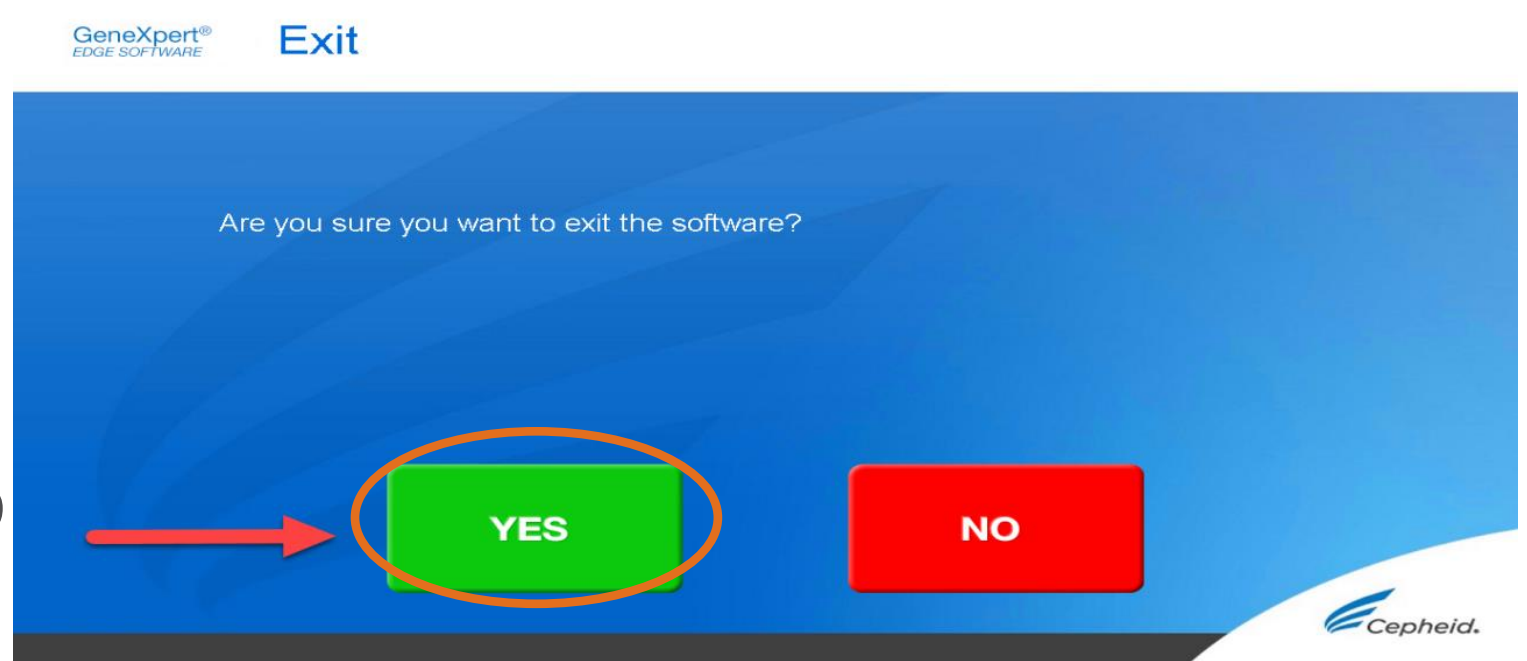 GeneXpert®
EDGE SOFTWARE
Exit
Are you sure you want to exit the software?
YES
NO
Cepheid.